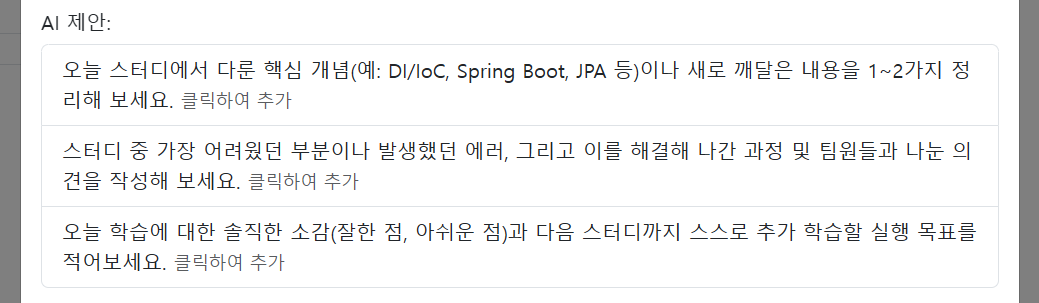 AI 제안:
오늘 스터디에서 다룬 핵심 개념(예: DI/IoC, Spring Boot, JPA 등)이나 새로 깨달은 내용을 1~2가지 정
리해 보세요. 클릭하여 추가
스터디 중 가장 어려웠던 부분이나 발생했던 에러, 그리고 이를 해결해 나간 과정 및 팀원들과 나눈 의
견을 작성해 보세요. 클릭하여 추가
오늘 학습에 대한 솔직한 소감(잘한 점, 아쉬운 점)과 다음 스터디까지 스스로 추가 학습할 실행 목표를
적어보세요. 클릭하여 추가